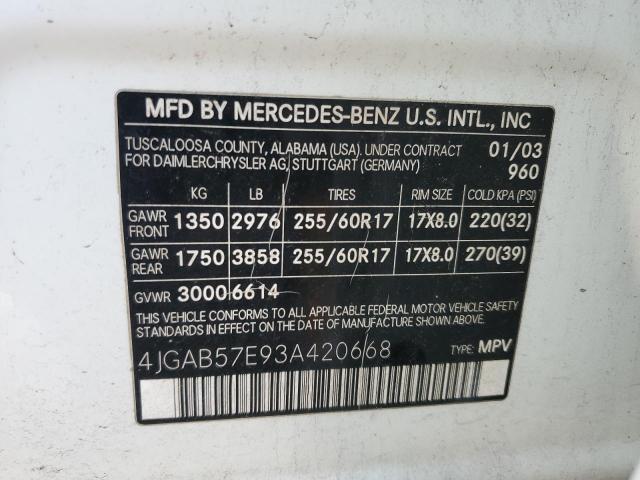 MFD BY MERCEDES-BENZ U.S. INTL., INC
TUSCALOOSA COUNTY, ALABAMA (USA). UNDER CONTRACT 01/03
FOR DAIMLERCHRYSLER AG, STUTTGART (GERMANY) 960
KG LB TIRES RIM SIZE COLD KPA (PSI)
GAWR FRONT 1350 2976 255/60R17 17X8.0 220(32)
GAWR REAR 1750 3858 255/60R17 17X8.0 270(39)
GVWR 3000 6614
THIS VEHICLE CONFORMS TO ALL APPLICABLE FEDERAL MOTOR VEHICLE SAFETY
STANDARDS IN EFFECT ON THE DATE OF MANUFACTURE SHOWN ABOVE.
4JGAB57E93A420668 TYPE: MPV